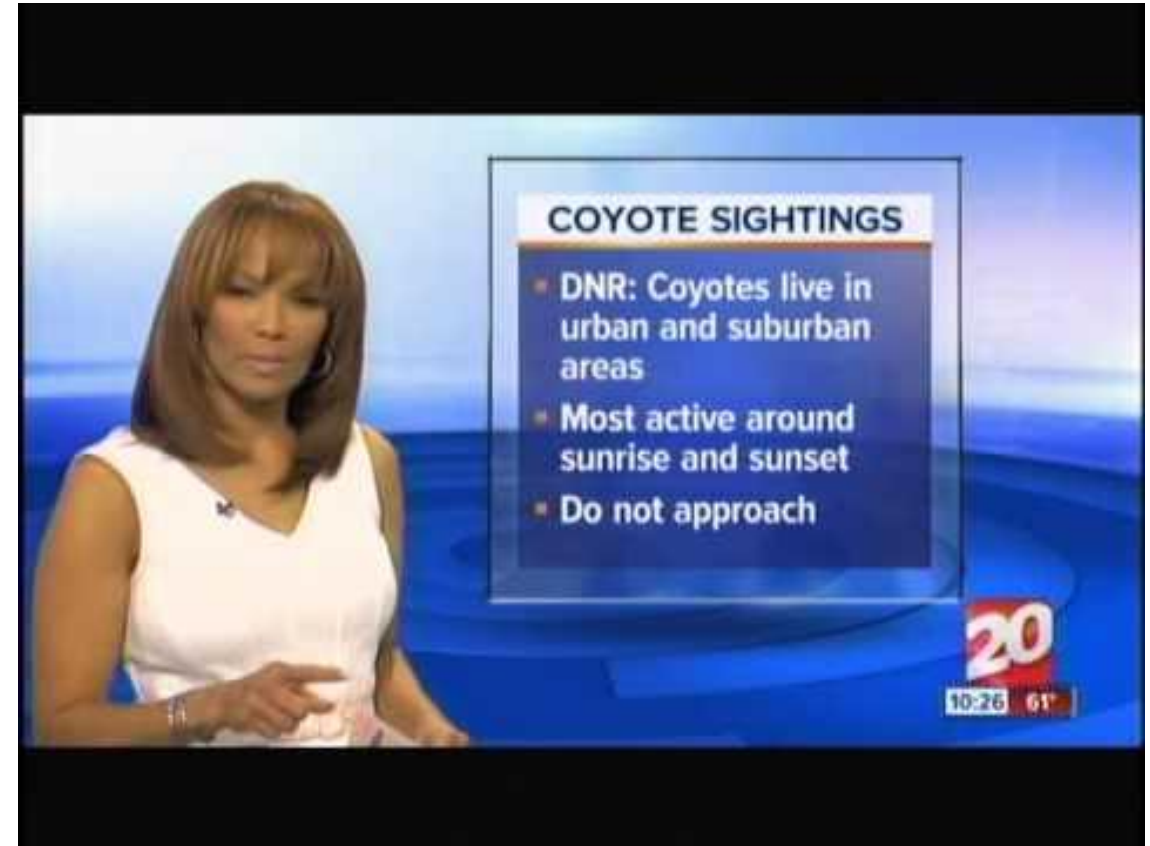 COYOTE SIGHTINGS
DNR: Coyotes live in
urban and suburban
areas
Most active around
sunrise and sunset
Do not approach
20
10:26 61°